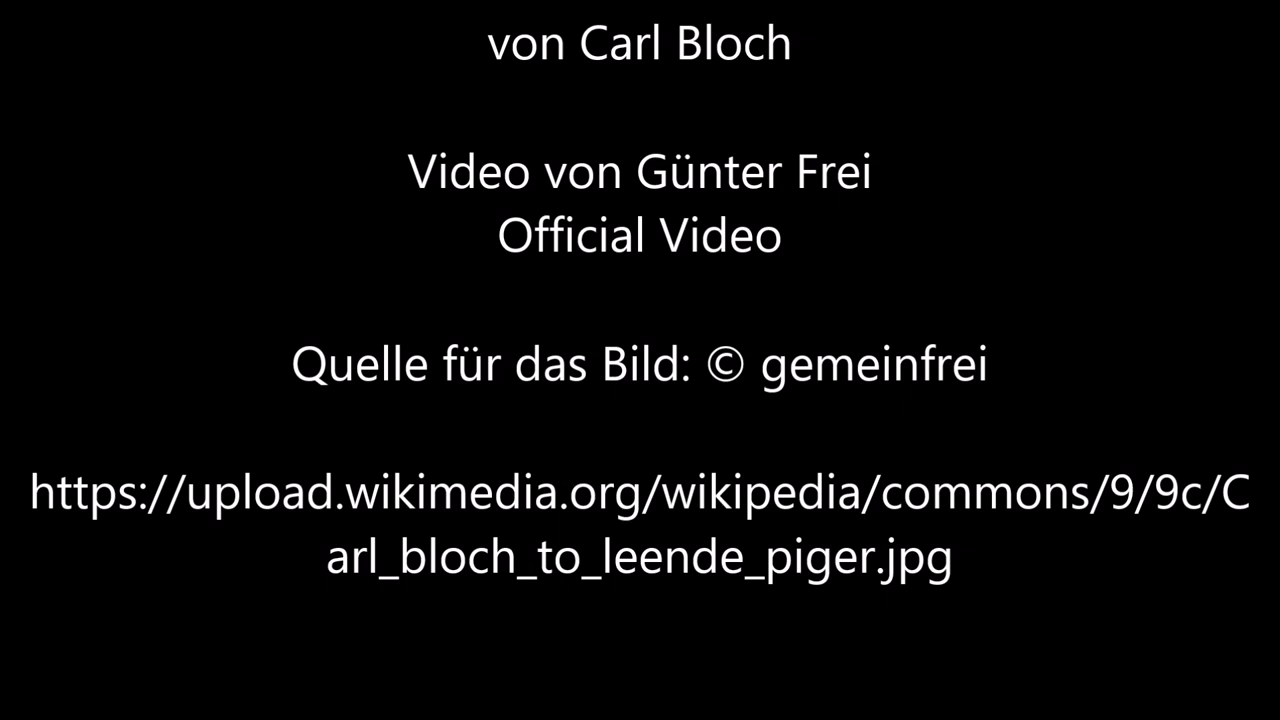 von Carl Bloch
Video von Günter Frei
Official Video
Quelle für das Bild: © gemeinfrei
https://upload.wikimedia.org/wikipedia/commons/9/9c/C
arl_bloch_to_leende_piger.jpg